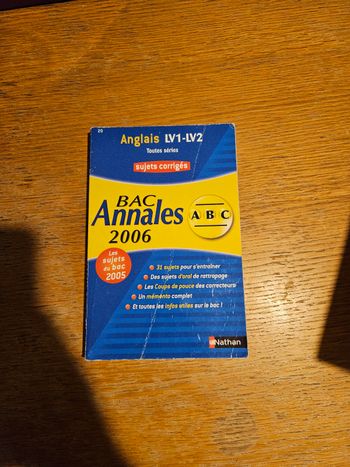 20
Anglais LV1-LV2
Toutes séries
sujets corrigés
BAC
Annales
2006
A B C
Les
sujets
du bac
2005
31 sujets pour s'entraîner
Des sujets d'oral de rattrapage
Les Coups de pouce des correcteurs
Un mémento complet
Et toutes les infos utiles sur le bac !
Nathan